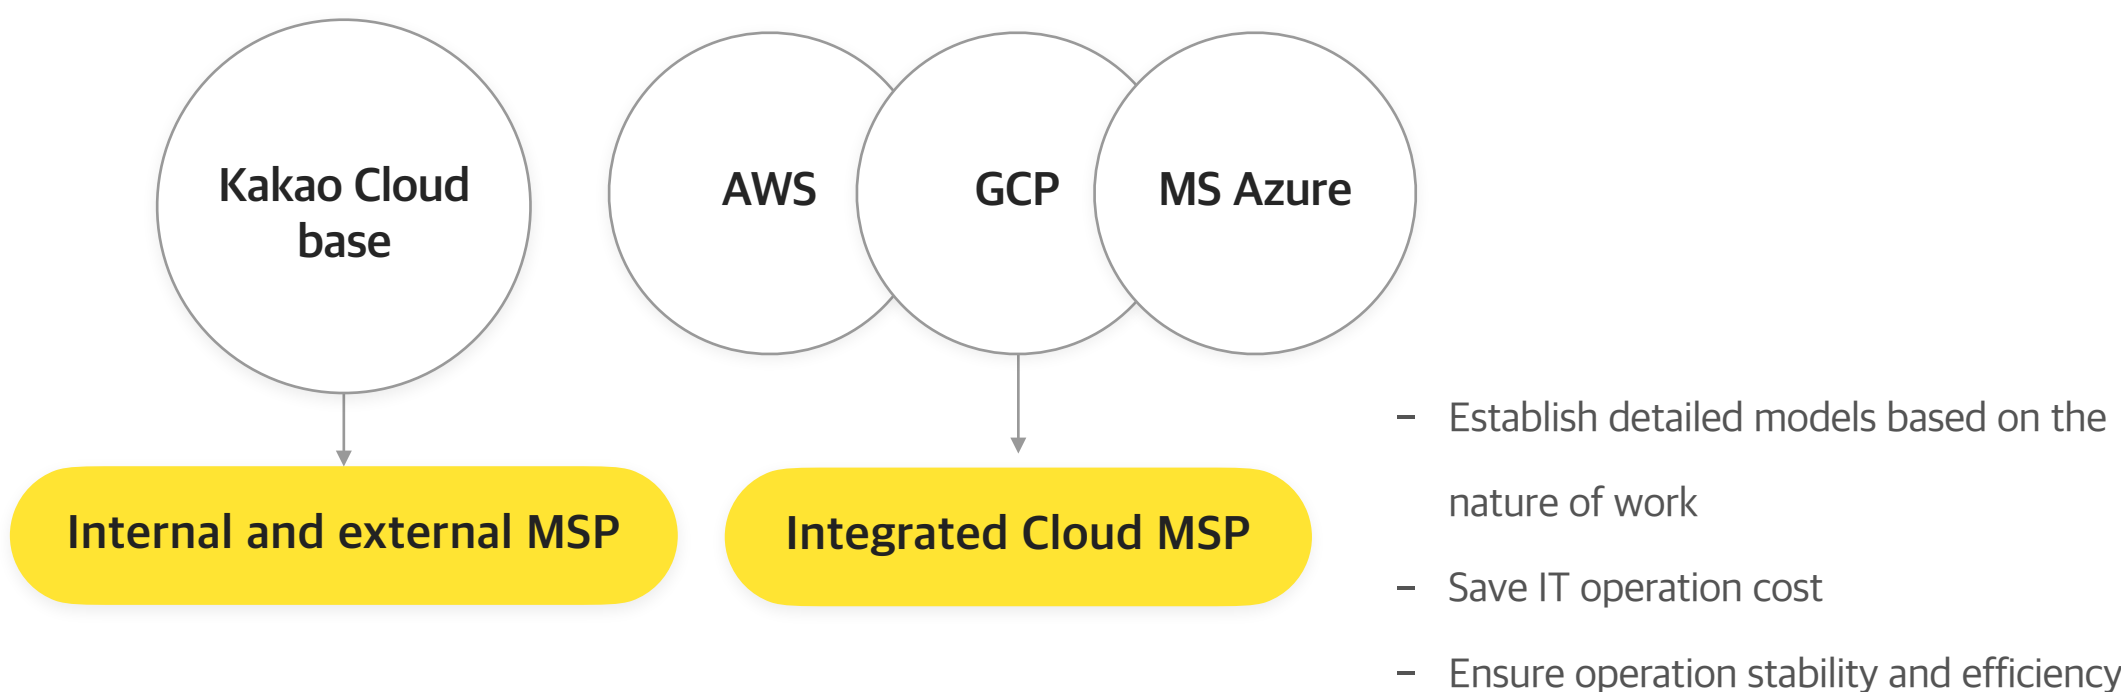 Kakao Cloud
base
AWS
GCP
MS Azure
Internal and external MSP
Integrated Cloud MSP
– Establish detailed models based on the
nature of work
– Save IT operation cost
– Ensure operation stability and efficiency